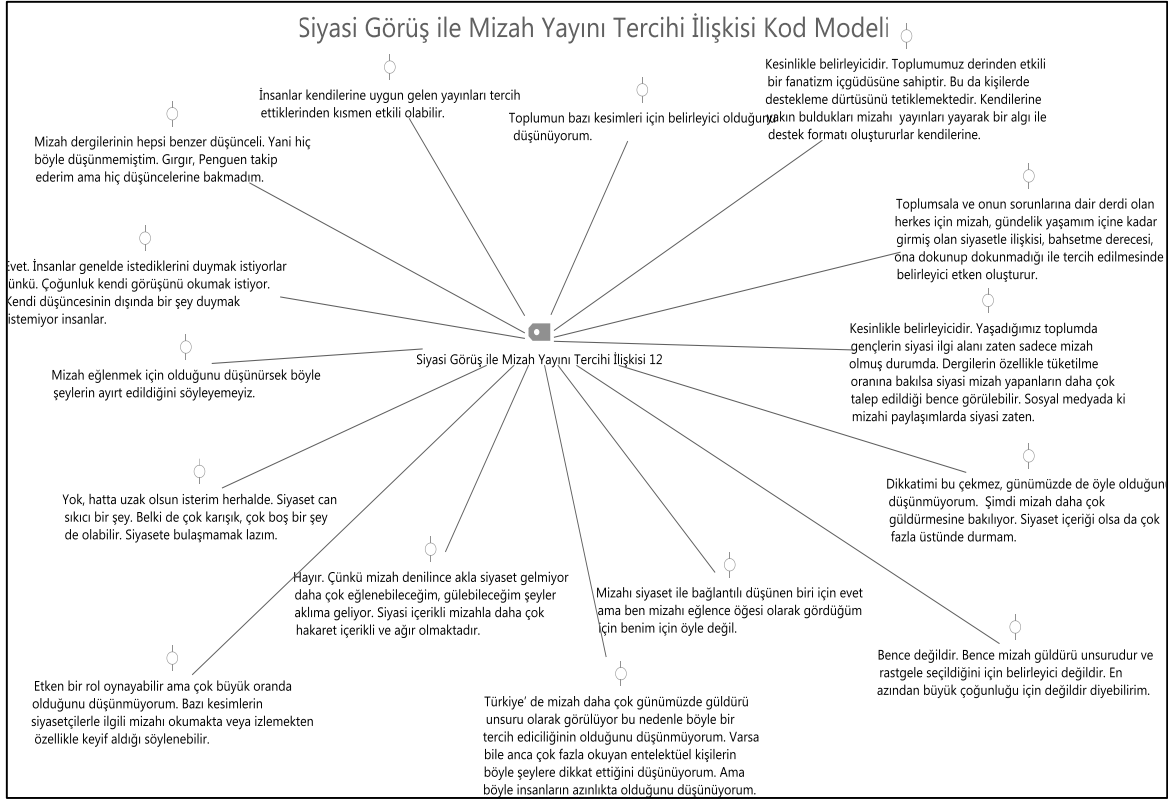 Siyasi Görüş ile Mizah Yayını Tercihi İlişkisi Kod Modeli
Kesinlikle belirleyicidir. Toplumumuz derinden etkili
bir fanatizm içgüdüsüne sahiptir. Bu da kişilerde
destekleme dürtüsünü tetiklemektedir. Kendilerine
yakın buldukları mizahı yayınları yayarak bir algı ile
destek formatı oluştururlar kendilerine.
İnsanlar kendilerine uygun gelen yayınları tercih
ettiklerinden kısmen etkili olabilir.
Toplumun bazı kesimleri için belirleyici olduğunu
düşünüyorum.
Mizah dergilerinin hepsi benzer düşünceli. Yani hiç
böyle düşünmemiştim. Gırgır, Penguen takip
ederim ama hiç düşüncelerine bakmadım.
Toplumsala ve onun sorunlarına dair derdi olan
herkes için mizah, gündelik yaşamım içine kadar
girmiş olan siyasetle ilişkisi, bahsetme derecesi,
ona dokunup dokunmadığı ile tercih edilmesinde
belirleyici etken oluşturur.
Evet. İnsanlar genelde istediklerini duymak istiyorlar
ünkü. Çoğunluk kendi görüşünü okumak istiyor.
Kendi düşüncesinin dışında bir şey duymak
istemiyor insanlar.
Kesinlikle belirleyicidir. Yaşadığımız toplumda
gençlerin siyasi ilgi alanı zaten sadece mizah
olmuş durumda. Dergilerin özellikle tüketilme
oranına bakılsa siyasi mizah yapanların daha çok
talep edildiği bence görülebilir. Sosyal medyada ki
mizahi paylaşımlarda siyasi zaten.
Siyasi Görüş ile Mizah Yayını Tercihi İlişkisi 12
Mizah eğlenmek için olduğunu düşünürsek böyle
şeylerin ayırt edildiğini söyleyemeyiz.
Yok, hatta uzak olsun isterim herhalde. Siyaset can
sıkıcı bir şey. Belki de çok karışık, çok boş bir şey
de olabilir. Siyasete bulaşmamak lazım.
Dikkatimi bu çekmez, günümüzde de öyle olduğun
düşünmüyorum. Şimdi mizah daha çok
güldürmesine bakılıyor. Siyaset içeriği olsa da çok
fazla üstünde durmam.
Hayır. Çünkü mizah denilince akla siyaset gelmiyor
daha çok eğlenebileceğim, gülebileceğim şeyler
aklıma geliyor. Siyasi içerikli mizahla daha çok
hakaret içerikli ve ağır olmaktadır.
Mizahı siyaset ile bağlantılı düşünen biri için evet
ama ben mizahı eğlence öğesi olarak gördüğüm
için benim için öyle değil.
Bence değildir. Bence mizah güldürü unsurudur ve
rastgele seçildiğini için belirleyici değildir. En
azından büyük çoğunluğu için değildir diyebilirim.
Etken bir rol oynayabilir ama çok büyük oranda
olduğunu düşünmüyorum. Bazı kesimlerin
siyasetçilerle ilgili mizahı okumakta veya izlemekten
özellikle keyif aldığı söylenebilir.
Türkiye' de mizah daha çok günümüzde güldürü
unsuru olarak görülüyor bu nedenle böyle bir
tercih ediciliğinin olduğunu düşünmüyorum. Varsa
bile anca çok fazla okuyan entelektüel kişilerin
böyle şeylere dikkat ettiğini düşünüyorum. Ama
böyle insanların azınlıkta olduğunu düşünüyorum.